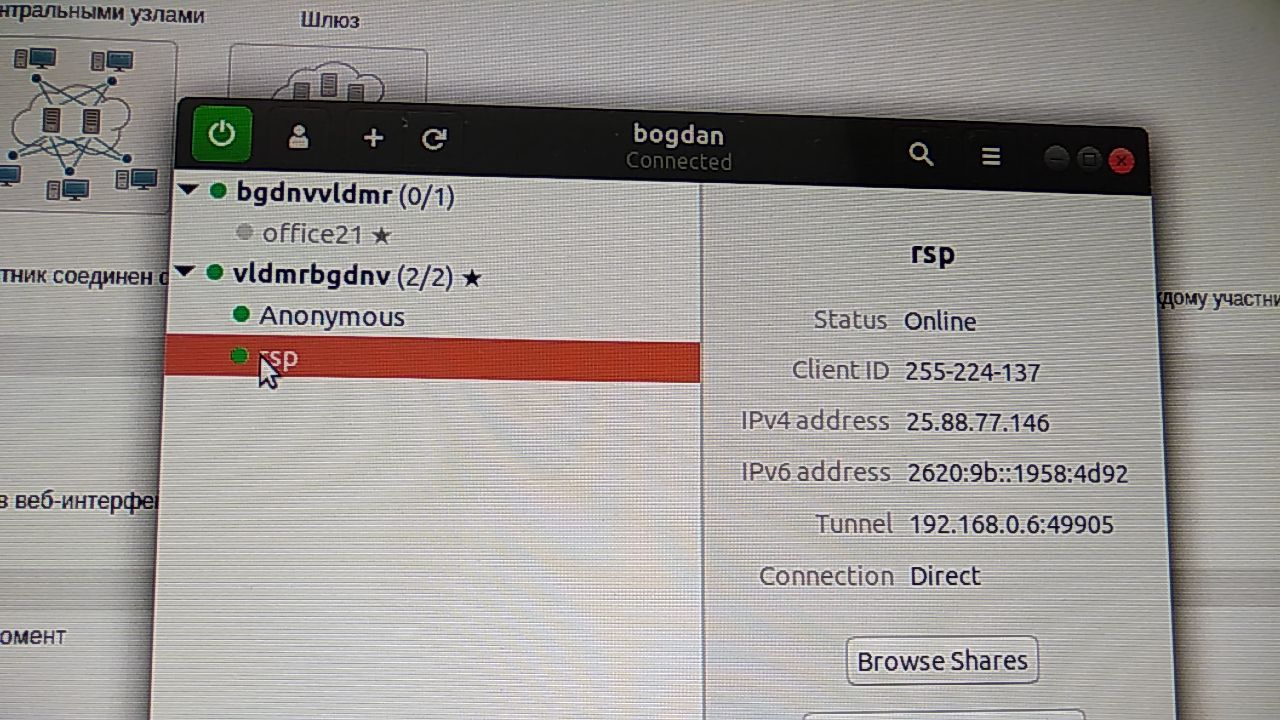 нтральными узлами
Шлюз
bogdan
Connected
bgdnvvldmr (0/1)
office21 ★
vldmrbgdnv (2/2) ★
Anonymous
rsp
rsp
Status Online
Client ID 255-224-137
IPv4 address 25.88.77.146
IPv6 address 2620:9b::1958:4d92
Tunnel 192.168.0.6:49905
Connection Direct
Browse Shares
тник соединен с
дому участни
в веб-интерфе
омент